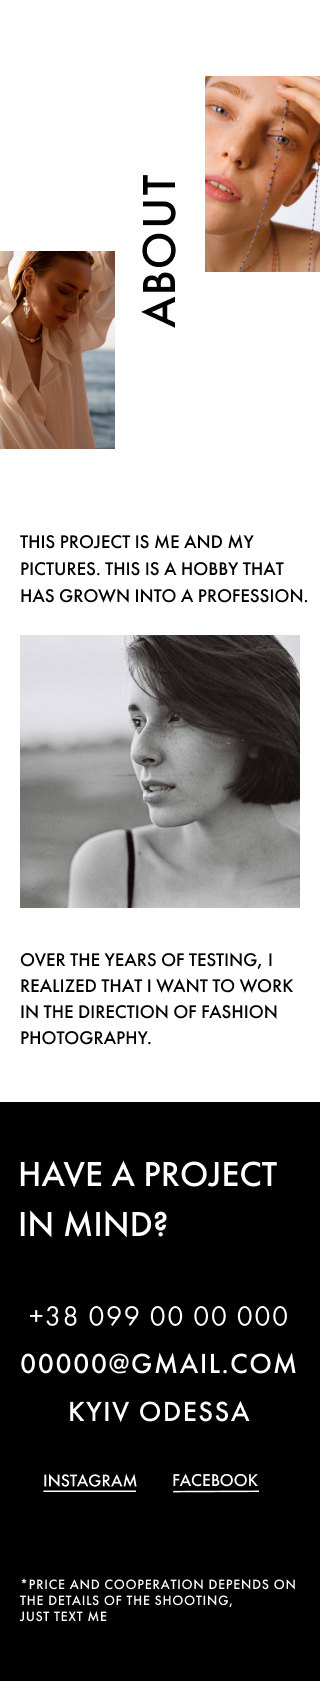 ABOUT
THIS PROJECT IS ME AND MY
PICTURES. THIS IS A HOBBY THAT
HAS GROWN INTO A PROFESSION.
OVER THE YEARS OF TESTING, I
REALIZED THAT I WANT TO WORK
IN THE DIRECTION OF FASHION
PHOTOGRAPHY.
HAVE A PROJECT
IN MIND?
+38 099 00 00 000
00000@GMAIL.COM
KYIV ODESSA
INSTAGRAM FACEBOOK
*PRICE AND COOPERATION DEPENDS ON
THE DETAILS OF THE SHOOTING,
JUST TEXT ME